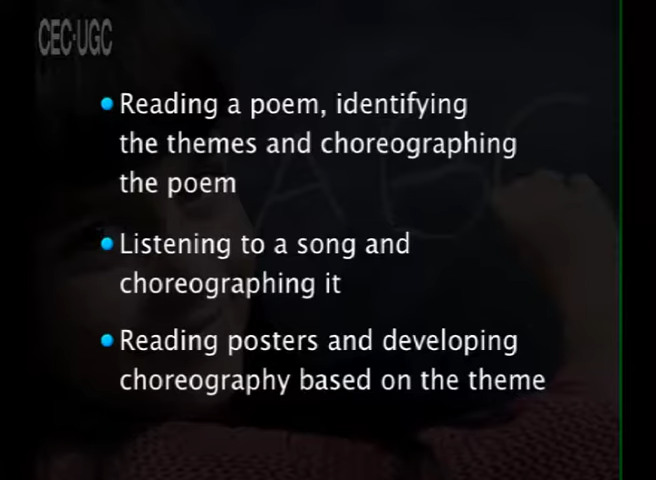 CEC-UGC
Reading a poem, identifying
the themes and choreographing
the poem
Listening to a song and
choreographing it
Reading posters and developing
choreography based on the theme
ABC